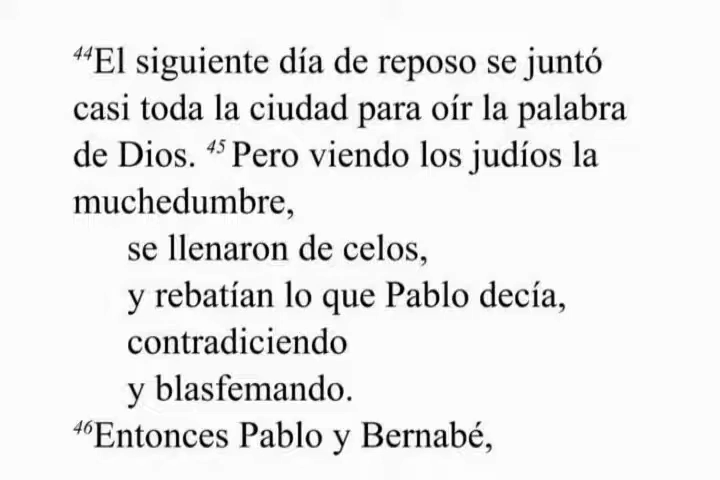 ⁴⁴El siguiente día de reposo se juntó
casi toda la ciudad para oír la palabra
de Dios. ⁴⁵ Pero viendo los judíos la
muchedumbre,
se llenaron de celos,
y rebatían lo que Pablo decía,
contradiciendo
y blasfemando.
⁴⁶Entonces Pablo y Bernabé,